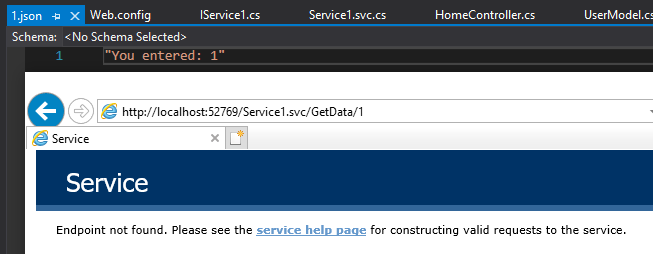 1.json Web.config IService1.cs Service1.svc.cs HomeController.cs UserModel.cs
Schema: <No Schema Selected>
1 "You entered: 1"
http://localhost:52769/Service1.svc/GetData/1
Service
Service
Endpoint not found. Please see the service help page for constructing valid requests to the service.